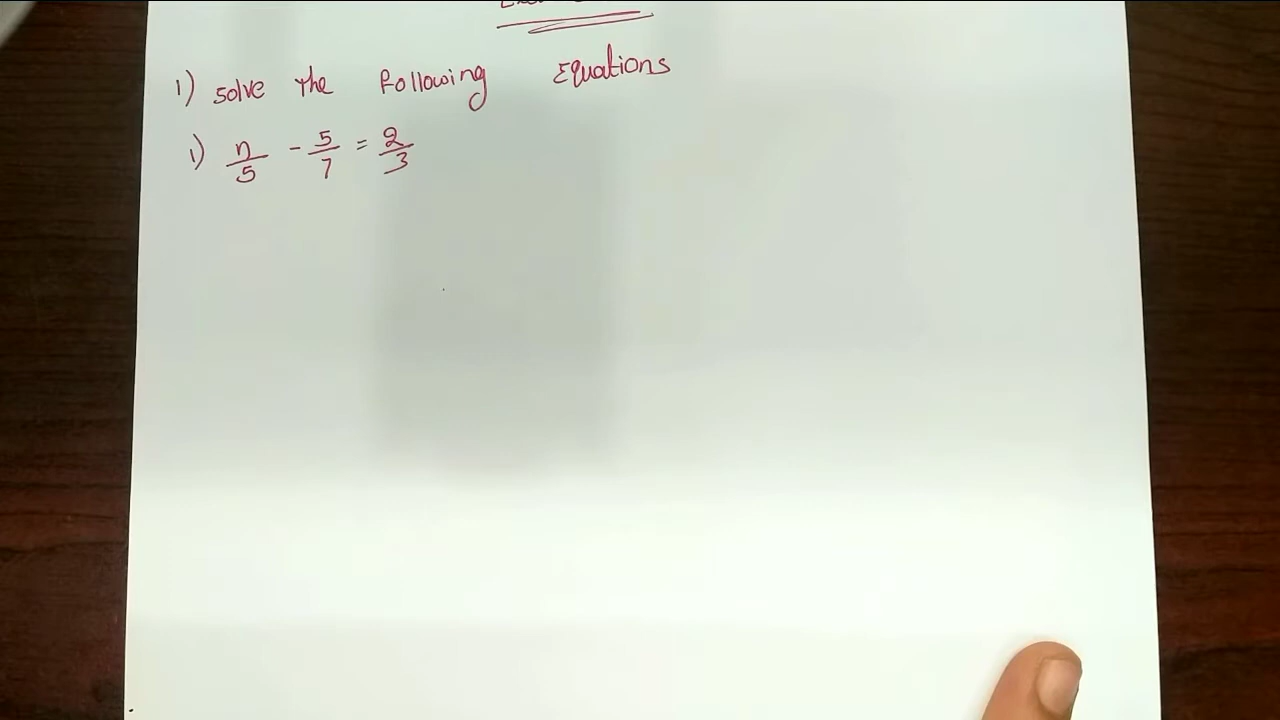 1) Solve the following Equations
1) n/5 - 5/7 = 2/3